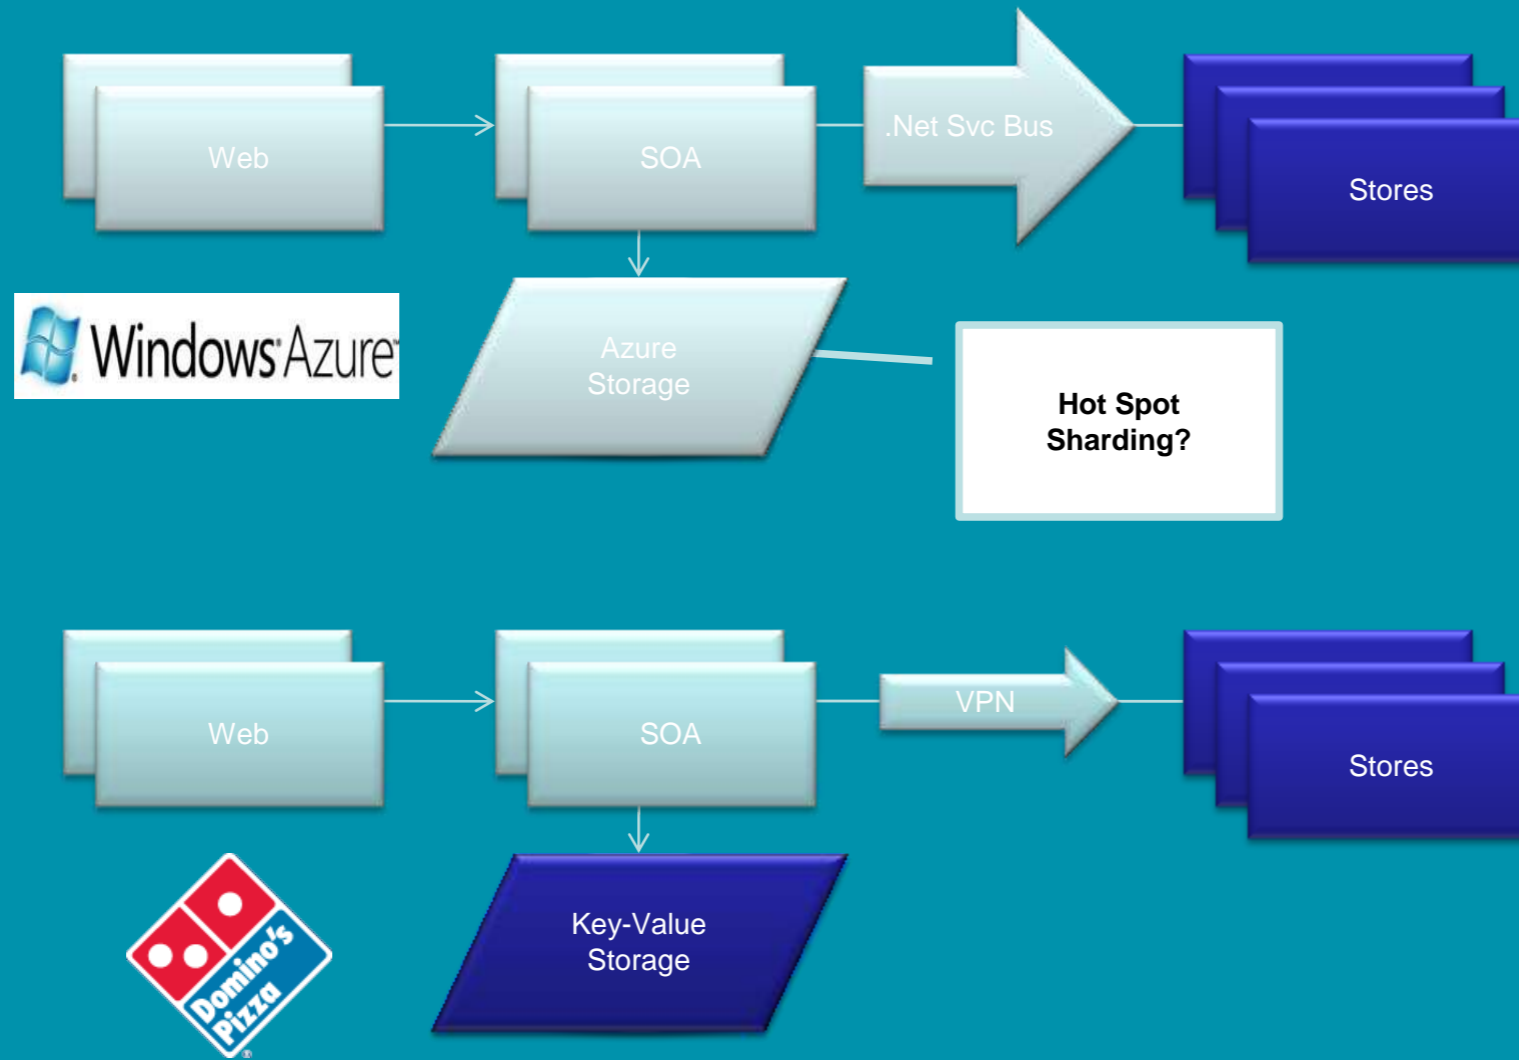 Web
SOA
.Net Svc Bus
Stores
Windows® Azure™
Azure
Storage
Hot Spot
Sharding?
Web
SOA
VPN
Stores
Key-Value
Storage
Domino's
Pizza
®